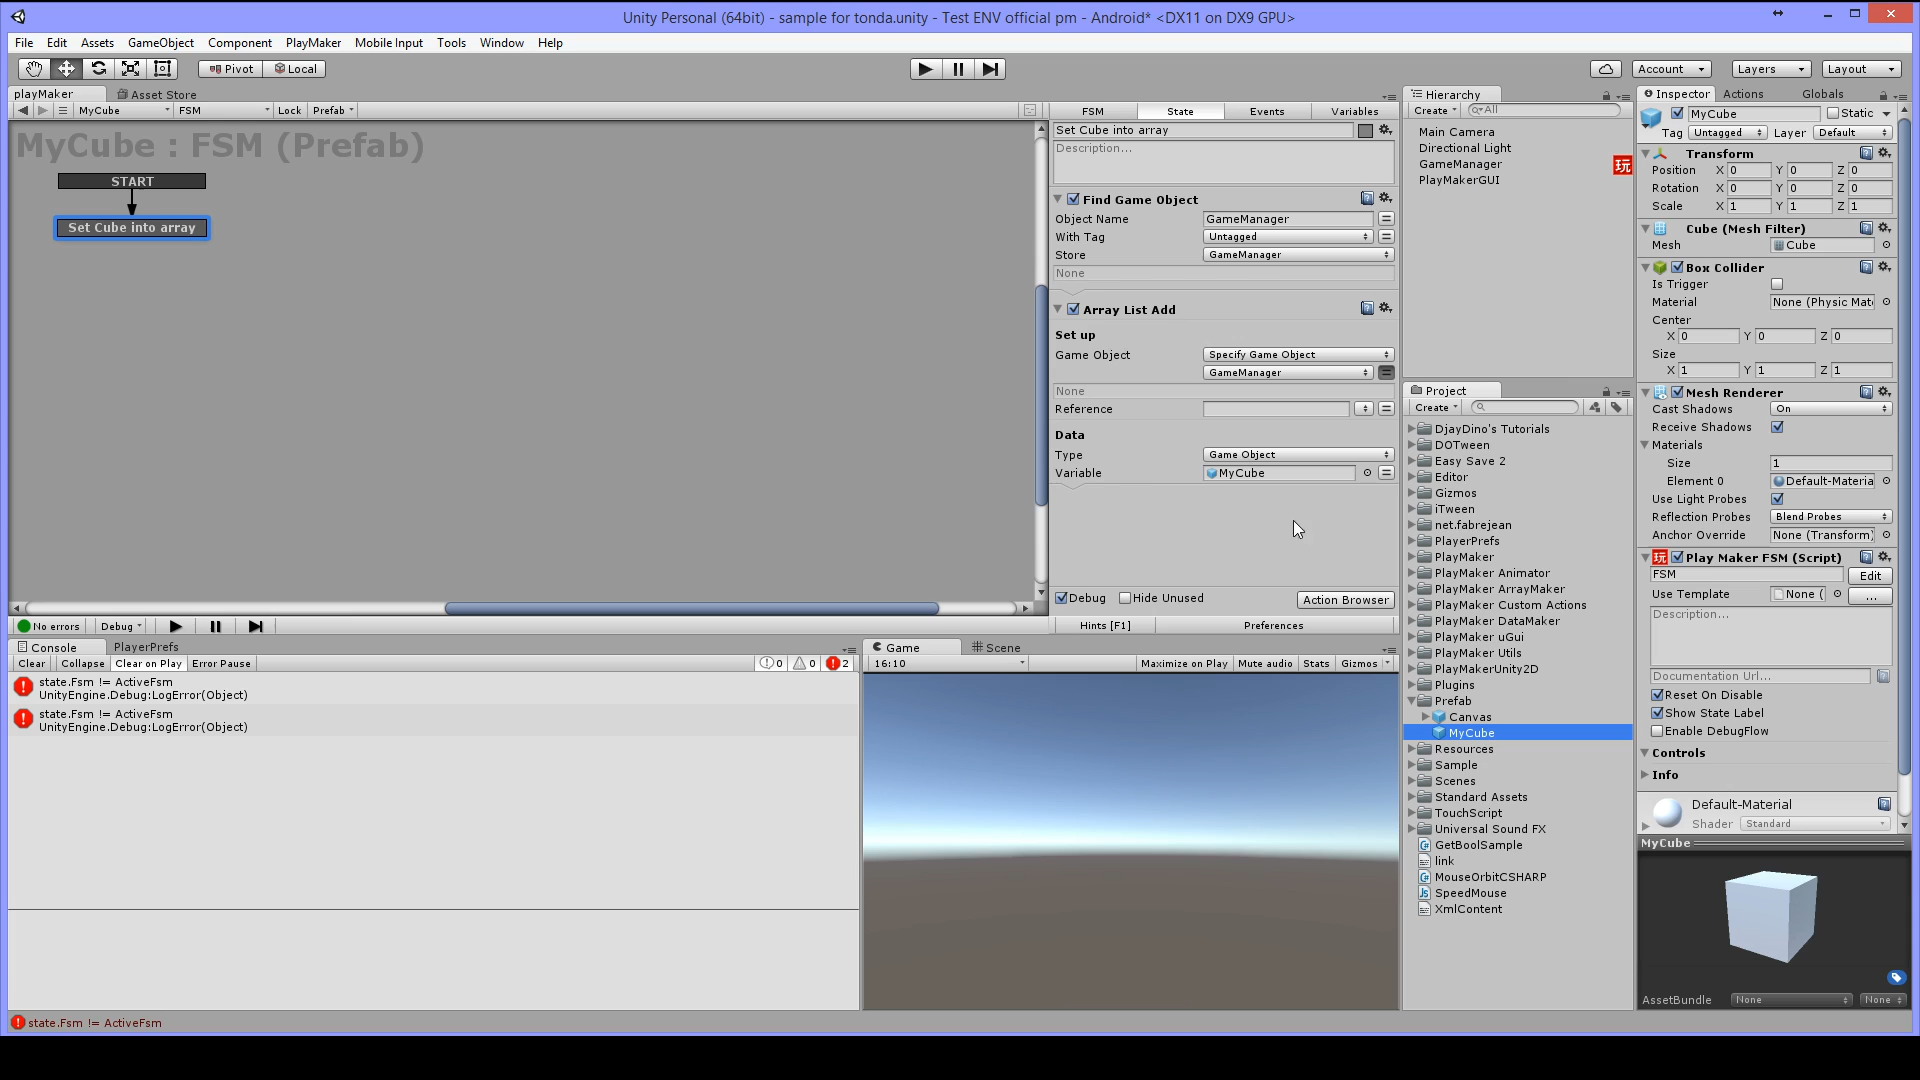 Unity Personal (64bit) - sample for tonda.unity - Test ENV official pm - Android* <DX11 on DX9 GPU>
File Edit Assets GameObject Component PlayMaker Mobile Input Tools Window Help
Pivot Local
Account Layers Layout
playMaker
Asset Store
MyCube FSM Lock Prefab
MyCube : FSM (Prefab)
START
Set Cube into array
No errors Debug
FSM State Events Variables
Set Cube into array
Description...
Find Game Object
Object Name GameManager
With Tag Untagged
Store GameManager
None
Array List Add
Set up
Game Object Specify Game Object
GameManager
None
Reference
Data
Type Game Object
Variable MyCube
Debug Hide Unused Action Browser
Hints [F1] Preferences
Console PlayerPrefs
Clear Collapse Clear on Play Error Pause 0 0 2
state.Fsm != ActiveFsm
UnityEngine.Debug:LogError(Object)
state.Fsm != ActiveFsm
UnityEngine.Debug:LogError(Object)
state.Fsm != ActiveFsm
Game Scene
16:10 Maximize on Play Mute audio Stats Gizmos
Hierarchy
Create All
Main Camera
Directional Light
GameManager 玩
PlayMakerGUI
Project
Create
DjayDino's Tutorials
DOTween
Easy Save 2
Editor
Gizmos
iTween
net.fabrejean
PlayerPrefs
PlayMaker
PlayMaker Animator
PlayMaker ArrayMaker
PlayMaker Custom Actions
PlayMaker DataMaker
PlayMaker uGui
PlayMaker Utils
PlayMakerUnity2D
Plugins
Prefab
Canvas
MyCube
Resources
Sample
Scenes
Standard Assets
TouchScript
Universal Sound FX
GetBoolSample
link
MouseOrbitCSHARP
SpeedMouse
XmlContent
Inspector Actions Globals
MyCube Static
Tag Untagged Layer Default
Transform
Position X 0 Y 0 Z 0
Rotation X 0 Y 0 Z 0
Scale X 1 Y 1 Z 1
Cube (Mesh Filter)
Mesh Cube
Box Collider
Is Trigger
Material None (Physic Mat
Center
X 0 Y 0 Z 0
Size
X 1 Y 1 Z 1
Mesh Renderer
Cast Shadows On
Receive Shadows
Materials
Size 1
Element 0 Default-Materia
Use Light Probes
Reflection Probes Blend Probes
Anchor Override None (Transform)
玩 Play Maker FSM (Script)
FSM Edit
Use Template None ( ...
Description...
Documentation Url...
Reset On Disable
Show State Label
Enable DebugFlow
Controls
Info
Default-Material
Shader Standard
MyCube
AssetBundle None None